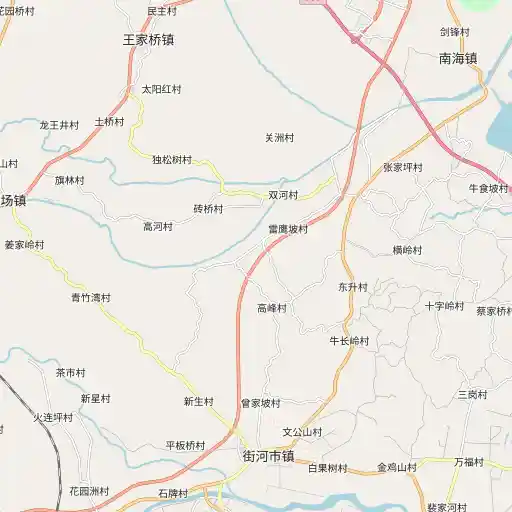 花园桥村
民主村
王家桥镇
剑锋村
南海镇
太阳红村
土桥村
龙王井村
关洲村
山村
独松树村
旗林村
张家坪村
牛食坡村
双河村
场镇
砖桥村
高河村
雷鹰坡村
姜家岭村
横岭村
东升村
青竹湾村
高峰村
十字岭村
蔡家桥村
牛长岭村
茶市村
新星村
三岗村
新生村
曾家坡村
火连坪村
文公山村
村
平板桥村
街河市镇
白果树村
金鸡山村
万福村
花园洲村
石牌村
裴家河村